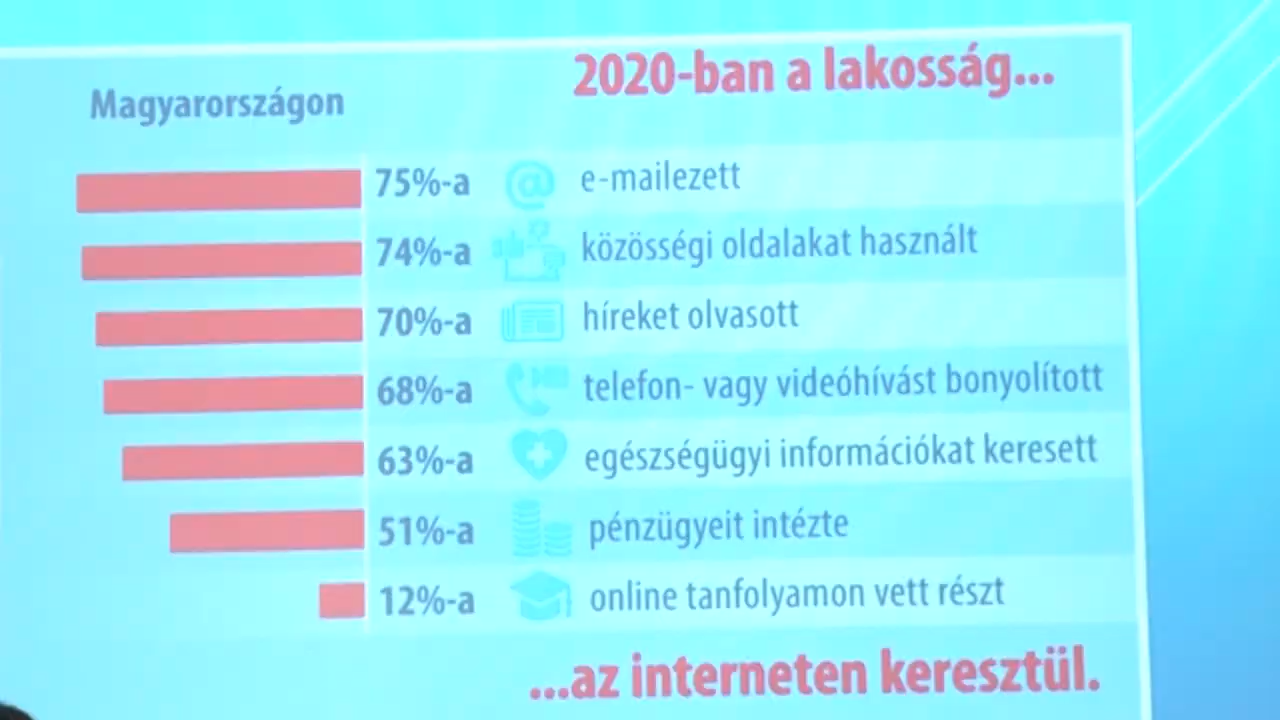 2020-ban a lakosság...
Magyarországon
75%-a e-mailezett
74%-a közösségi oldalakat használt
70%-a híreket olvasott
68%-a telefon- vagy videóhívást bonyolított
63%-a egészségügyi információkat keresett
51%-a pénzügyeit intézte
12%-a online tanfolyamon vett részt
...az interneten keresztül.